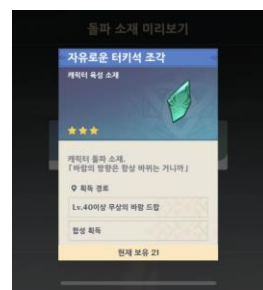 돌파 소재 미리보기
자유로운 터키석 조각
캐릭터 육성 소재
캐릭터 돌파 소재.
「바람의 방향은 항상 바뀌는 거니까」
획득 경로
Lv.40이상 무상의 바람 드랍
합성 획득
현재 보유 21